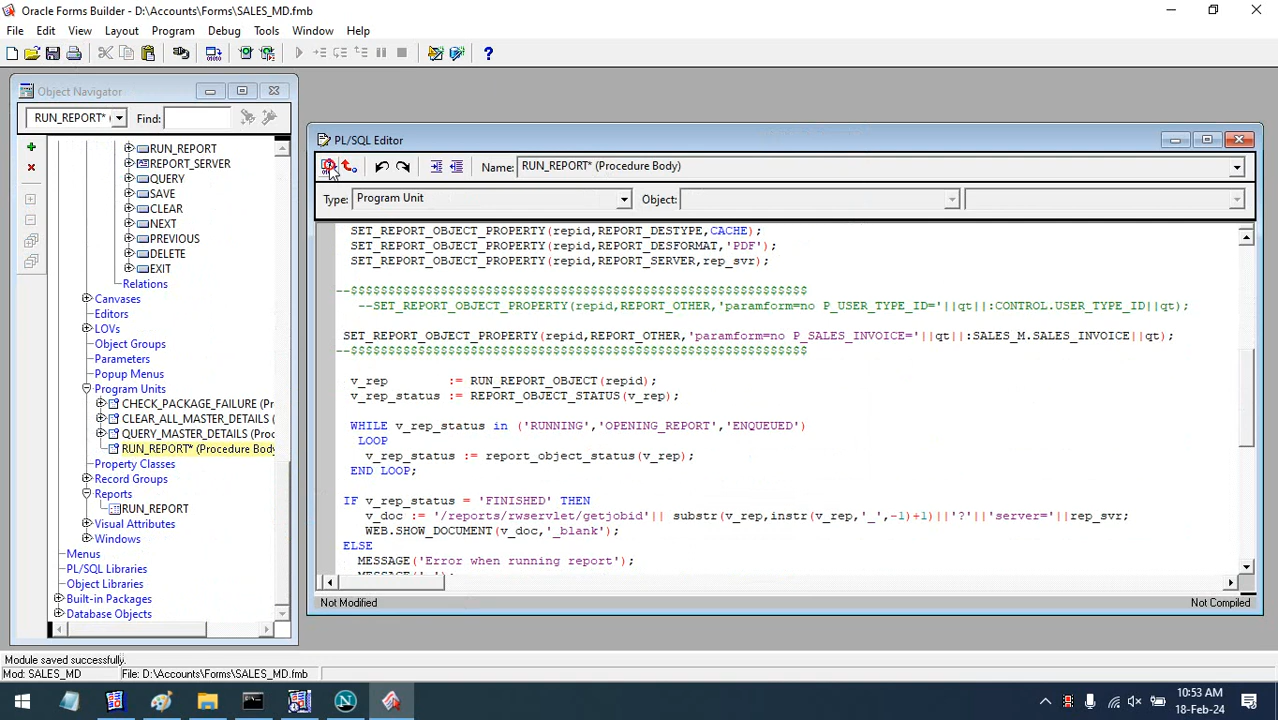 Oracle Forms Builder - D:\Accounts\Forms\SALES_MD.fmb
File Edit View Layout Program Debug Tools Window Help
Object Navigator
RUN_REPORT* ( Find:
RUN_REPORT
REPORT_SERVER
QUERY
SAVE
CLEAR
NEXT
PREVIOUS
DELETE
EXIT
Relations
Canvases
Editors
LOVs
Object Groups
Parameters
Popup Menus
Program Units
CHECK_PACKAGE_FAILURE (Pr
CLEAR_ALL_MASTER_DETAILS (
QUERY_MASTER_DETAILS (Proc
RUN_REPORT* (Procedure Body
Property Classes
Record Groups
Reports
RUN_REPORT
Visual Attributes
Windows
Menus
PL/SQL Libraries
Object Libraries
Built-in Packages
Database Objects
PL/SQL Editor
Name: RUN_REPORT* (Procedure Body)
Type: Program Unit Object:
SET_REPORT_OBJECT_PROPERTY(repid,REPORT_DESTYPE,CACHE);
SET_REPORT_OBJECT_PROPERTY(repid,REPORT_DESFORMAT,'PDF');
SET_REPORT_OBJECT_PROPERTY(repid,REPORT_SERVER,rep_svr);
--$$$$$$$$$$$$$$$$$$$$$$$$$$$$$$$$$$$$$$$$$$$$$$$$$$$$$$$$$$$$$
--SET_REPORT_OBJECT_PROPERTY(repid,REPORT_OTHER,'paramform=no P_USER_TYPE_ID='||qt||:CONTROL.USER_TYPE_ID||qt);
SET_REPORT_OBJECT_PROPERTY(repid,REPORT_OTHER,'paramform=no P_SALES_INVOICE='||qt||:SALES_M.SALES_INVOICE||qt);
--$$$$$$$$$$$$$$$$$$$$$$$$$$$$$$$$$$$$$$$$$$$$$$$$$$$$$$$$$$$$$
v_rep := RUN_REPORT_OBJECT(repid);
v_rep_status := REPORT_OBJECT_STATUS(v_rep);
WHILE v_rep_status in ('RUNNING','OPENING_REPORT','ENQUEUED')
LOOP
v_rep_status := report_object_status(v_rep);
END LOOP;
IF v_rep_status = 'FINISHED' THEN
v_doc := '/reports/rwservlet/getjobid'|| substr(v_rep,instr(v_rep,'_',-1)+1)||'?'||'server='||rep_svr;
WEB.SHOW_DOCUMENT(v_doc,'_blank');
ELSE
MESSAGE('Error when running report');
Not Modified Not Compiled
Module saved successfully.
Mod: SALES_MD File: D:\Accounts\Forms\SALES_MD.fmb
10:53 AM
18-Feb-24